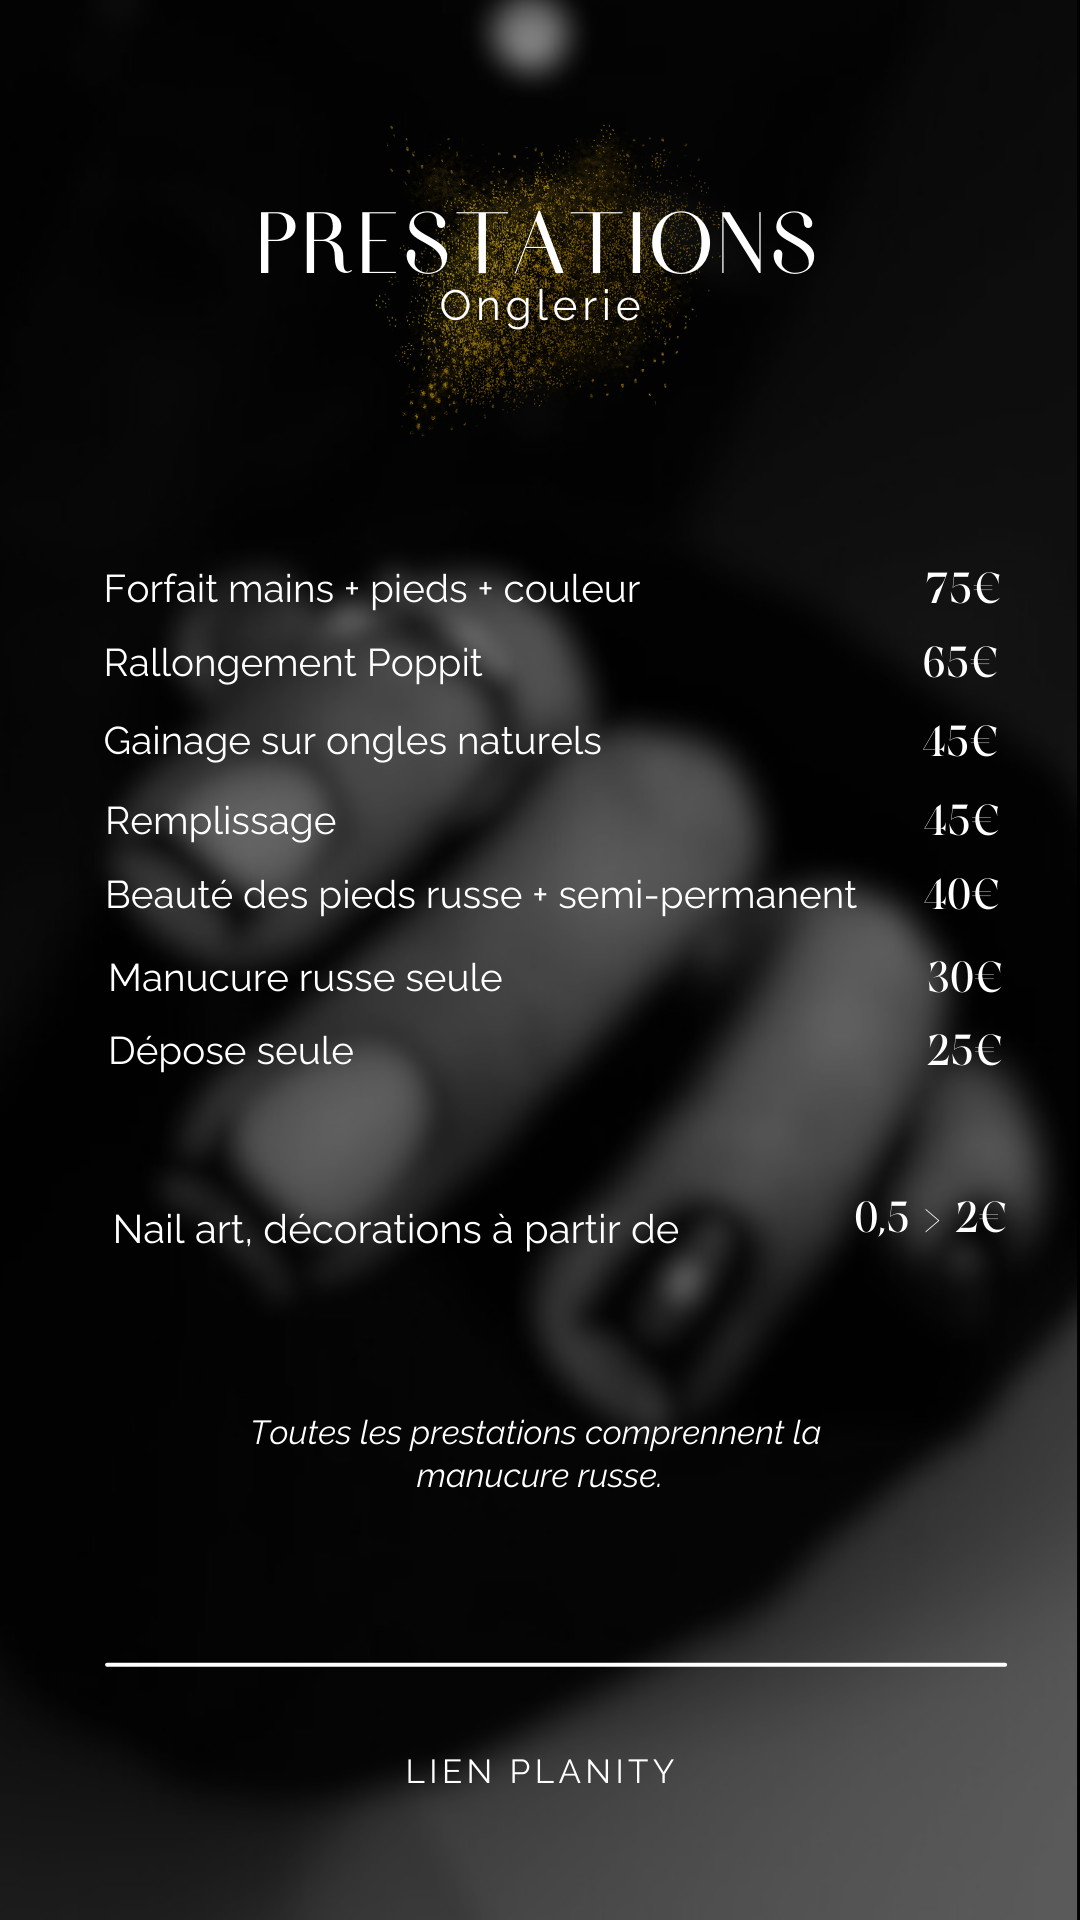 PRESTATIONS
Onglerie
Forfait mains + pieds + couleur 75€
Rallongement Poppit 65€
Gainage sur ongles naturels 45€
Remplissage 45€
Beauté des pieds russe + semi-permanent 40€
Manucure russe seule 30€
Dépose seule 25€
Nail art, décorations à partir de 0,5 > 2€
Toutes les prestations comprennent la
manucure russe.
LIEN PLANITY